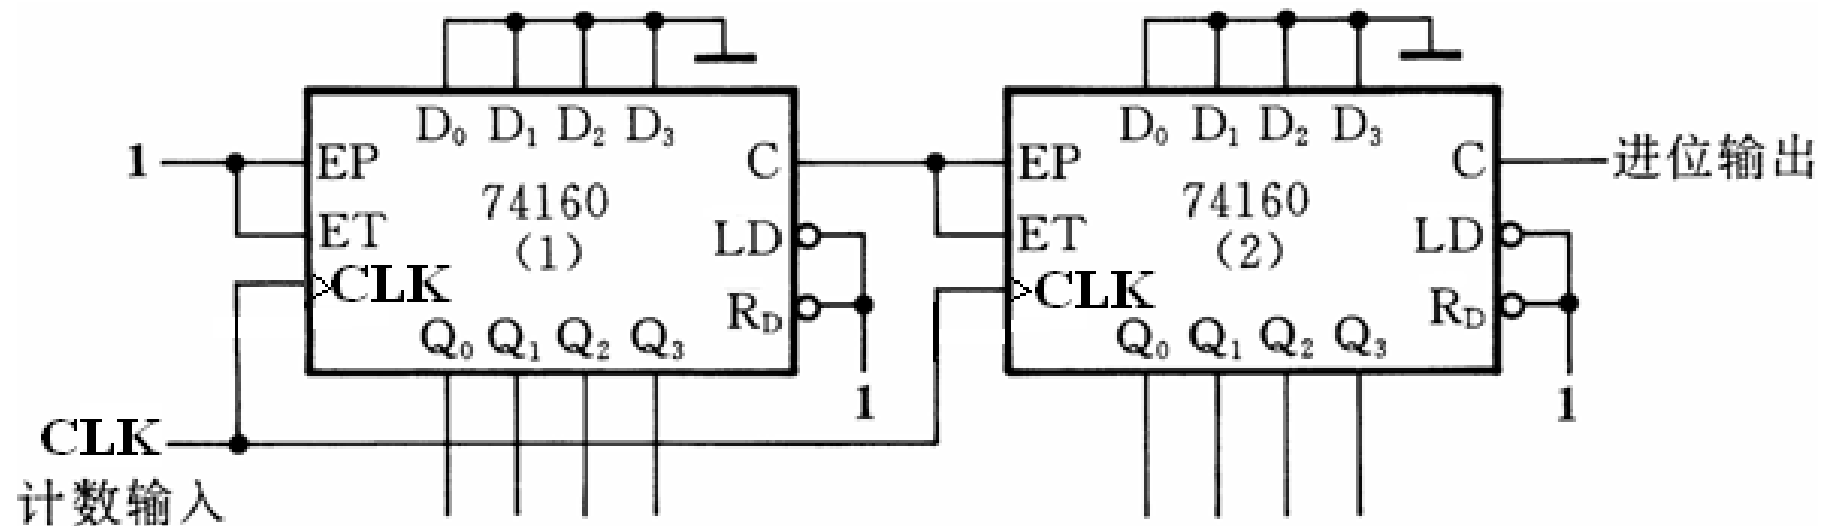 D₀ D₁ D₂ D₃
D₀ D₁ D₂ D₃
1
EP
C
EP
C
进位输出
74160
74160
ET
(1)
LD
ET
(2)
LD
CLK
R_D
CLK
R_D
Q₀ Q₁ Q₂ Q₃
Q₀ Q₁ Q₂ Q₃
1
1
CLK
计数输入